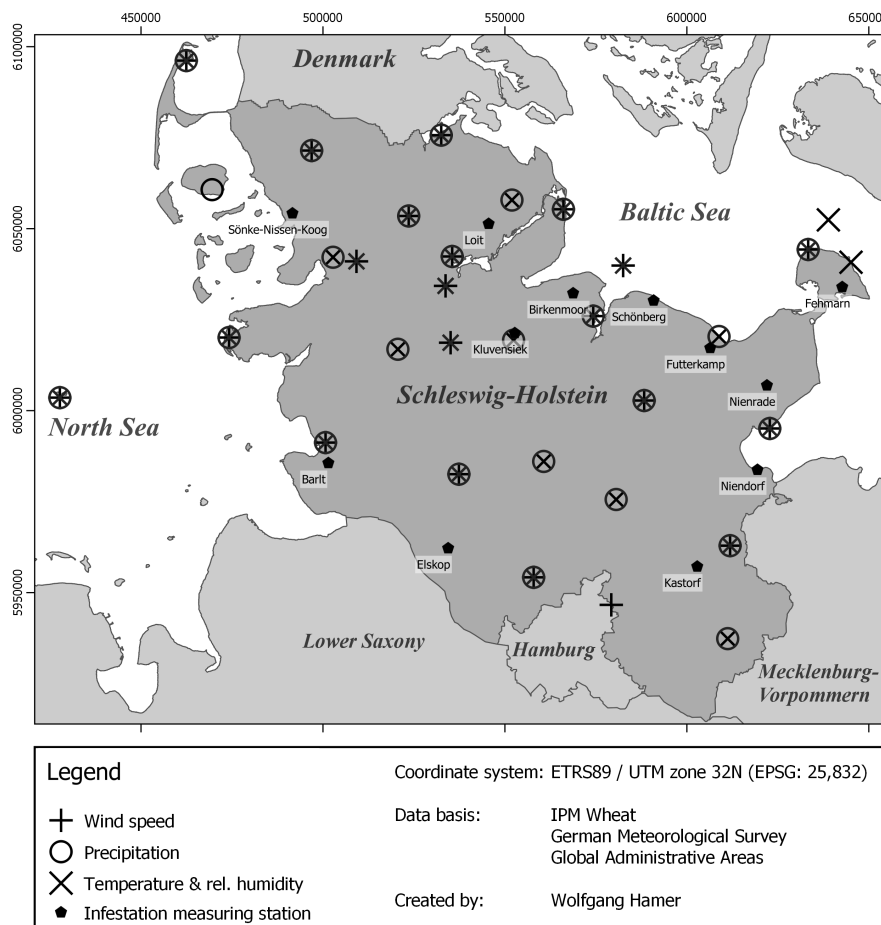 450000 500000 550000 600000 650000
6100000
6050000
6000000
5950000
Denmark
Baltic Sea
Sönke-Nissen-Koog
Loit
Fehmarn
Birkenmoor
Schönberg
Kluvensiek
Futterkamp
Schleswig-Holstein
Nienrade
North Sea
Barlt
Niendorf
Elskop
Kastorf
Lower Saxony
Hamburg
Mecklenburg-
Vorpommern
Legend
Wind speed
Precipitation
Temperature & rel. humidity
Infestation measuring station
Coordinate system: ETRS89 / UTM zone 32N (EPSG: 25,832)
Data basis: IPM Wheat
German Meteorological Survey
Global Administrative Areas
Created by: Wolfgang Hamer